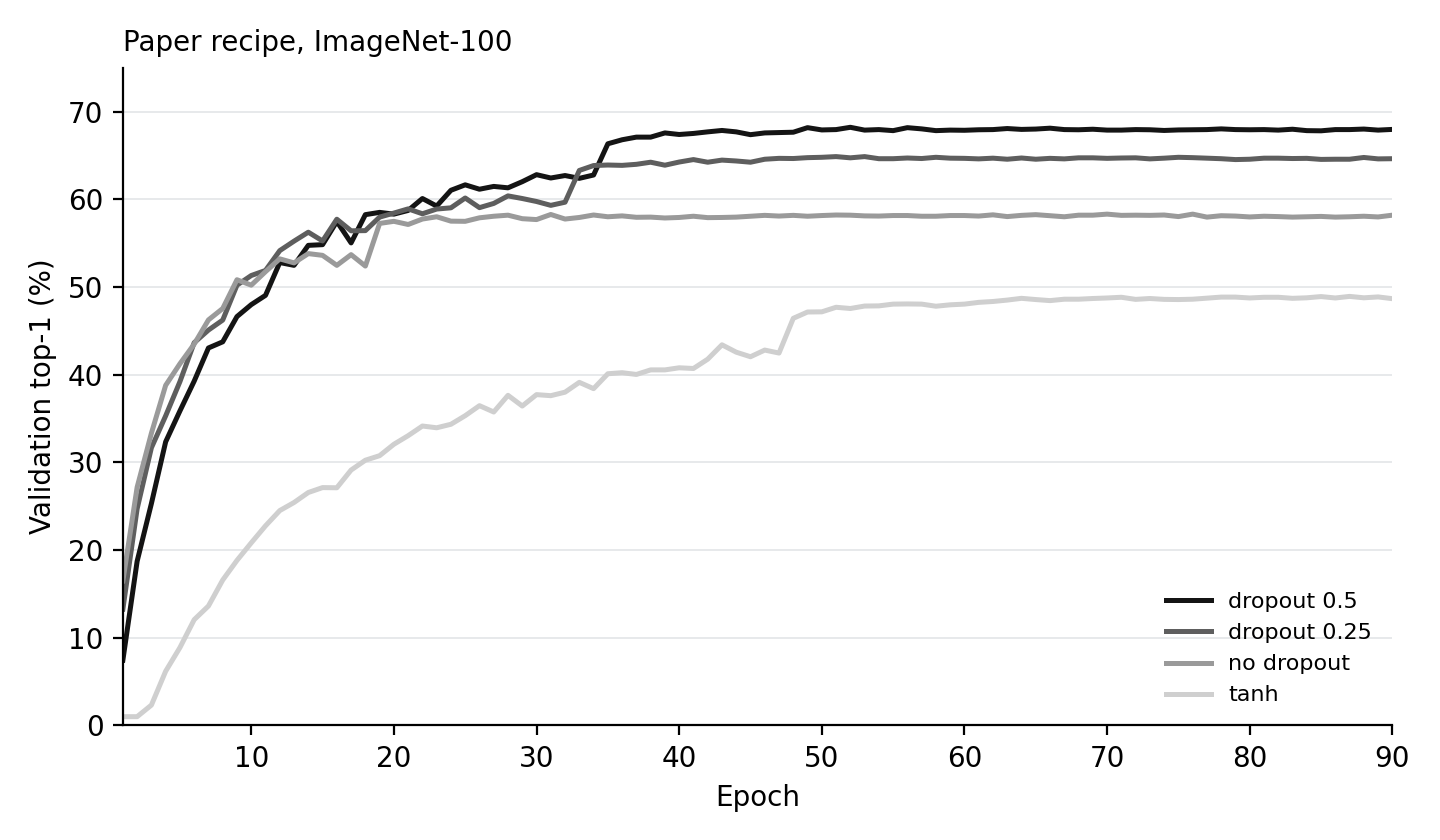 Paper recipe, ImageNet-100
Validation top-1 (%)
70
60
50
40
30
20
10
0
dropout 0.5
dropout 0.25
no dropout
tanh
10 20 30 40 50 60 70 80 90
Epoch